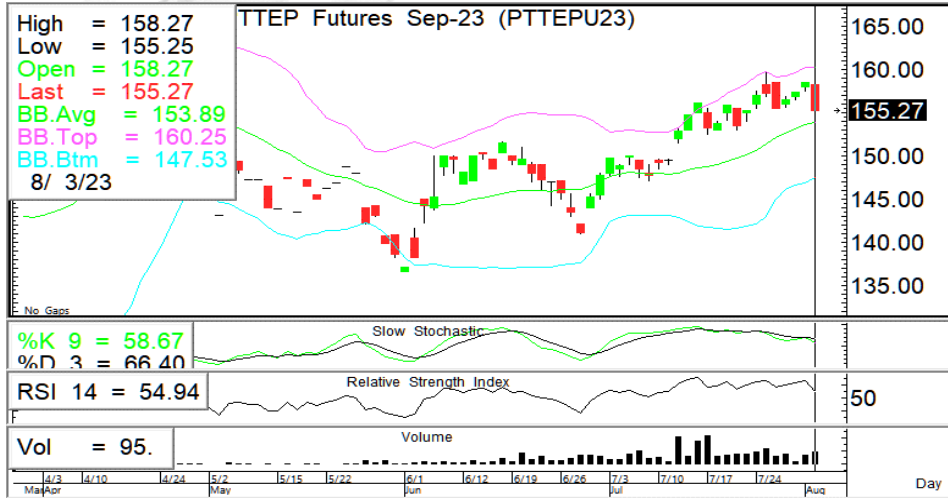 TTEP Futures Sep-23 (PTTEPU23)
High = 158.27
Low = 155.25
Open = 158.27
Last = 155.27
BB.Avg = 153.89
BB.Top = 160.25
BB.Btm = 147.53
8/ 3/23
165.00
160.00
155.27
150.00
145.00
140.00
135.00
No Gaps
Slow Stochastic
%K 9 = 58.67
%D 3 = 66.40
Relative Strength Index
RSI 14 = 54.94
50
Volume
Vol = 95.
4/3 4/10 4/24 5/2 5/15 5/22 6/1 6/12 6/19 6/26 7/3 7/10 7/17 7/24
Mar Apr May Jun Jul Aug
Day